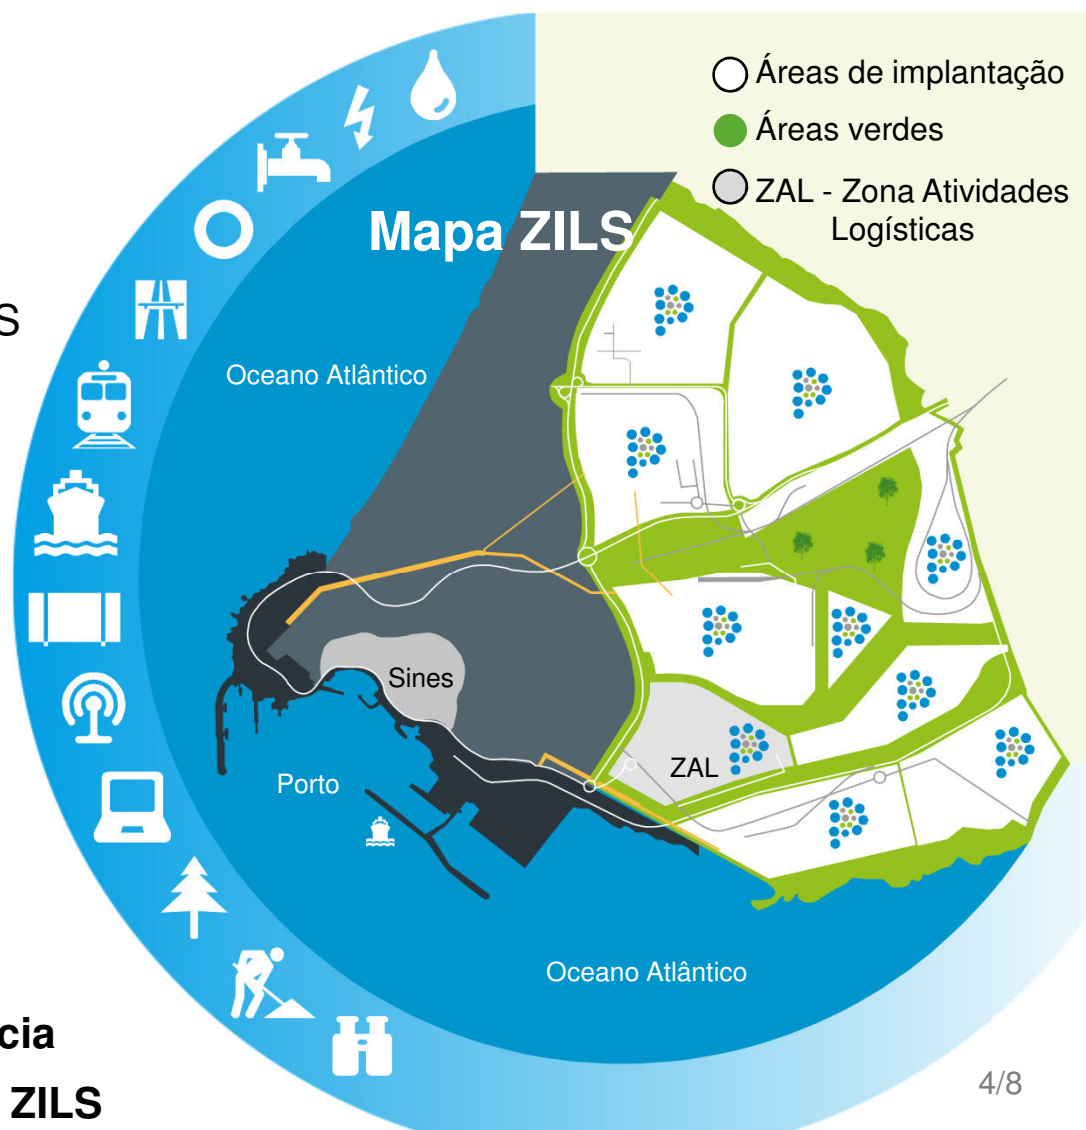 Áreas de implantação
Áreas verdes
ZAL - Zona Atividades
Logísticas
Mapa ZILS
S
Oceano Atlântico
Sines
ZAL
Porto
Oceano Atlântico
cia
ZILS
4/8